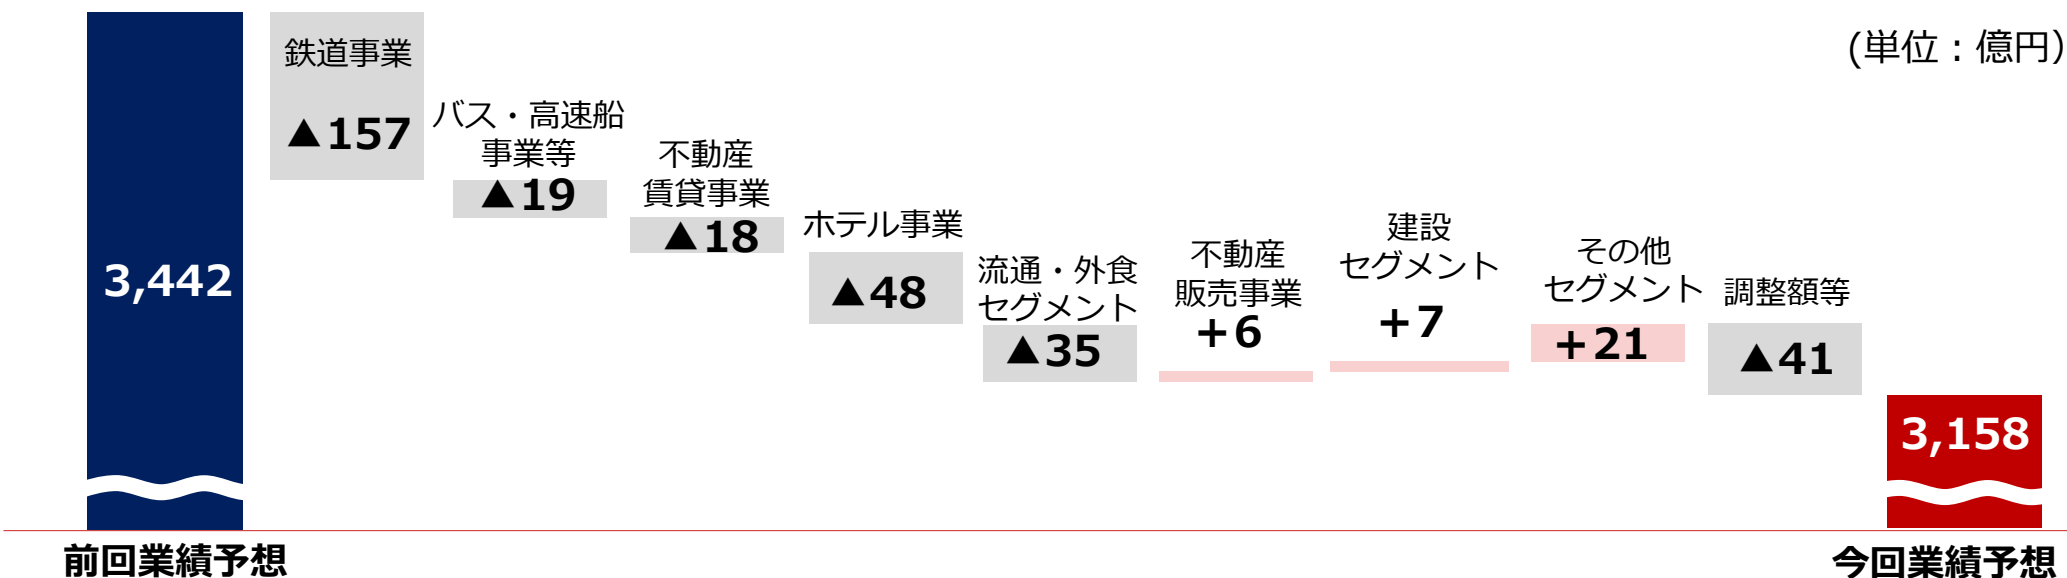 (単位：億円)
3,442
前回業績予想
鉄道事業
▲157
バス・高速船
事業等
▲19
不動産
賃貸事業
▲18
ホテル事業
▲48
流通・外食
セグメント
▲35
不動産
販売事業
+6
建設
セグメント
+7
その他
セグメント
+21
調整額等
▲41
3,158
今回業績予想